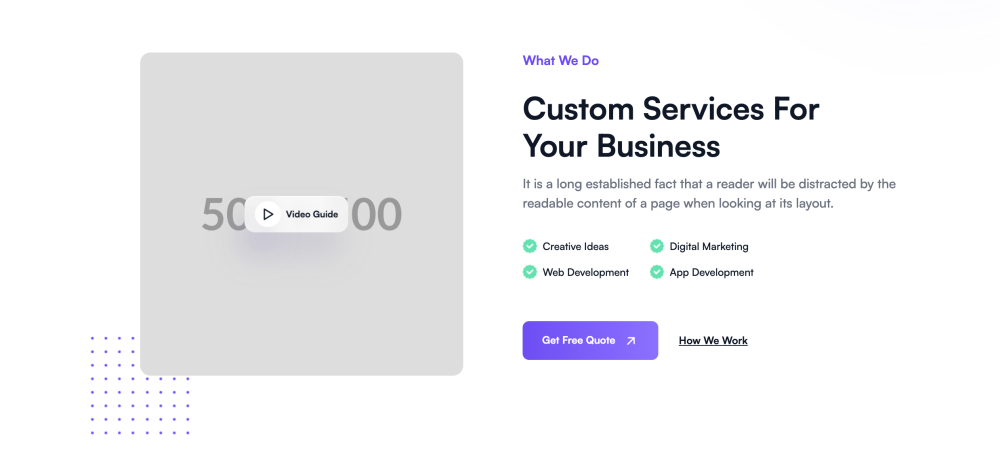 50
00
Video Guide
What We Do
Custom Services For
Your Business
It is a long established fact that a reader will be distracted by the
readable content of a page when looking at its layout.
Creative Ideas
Digital Marketing
Web Development
App Development
Get Free Quote
How We Work